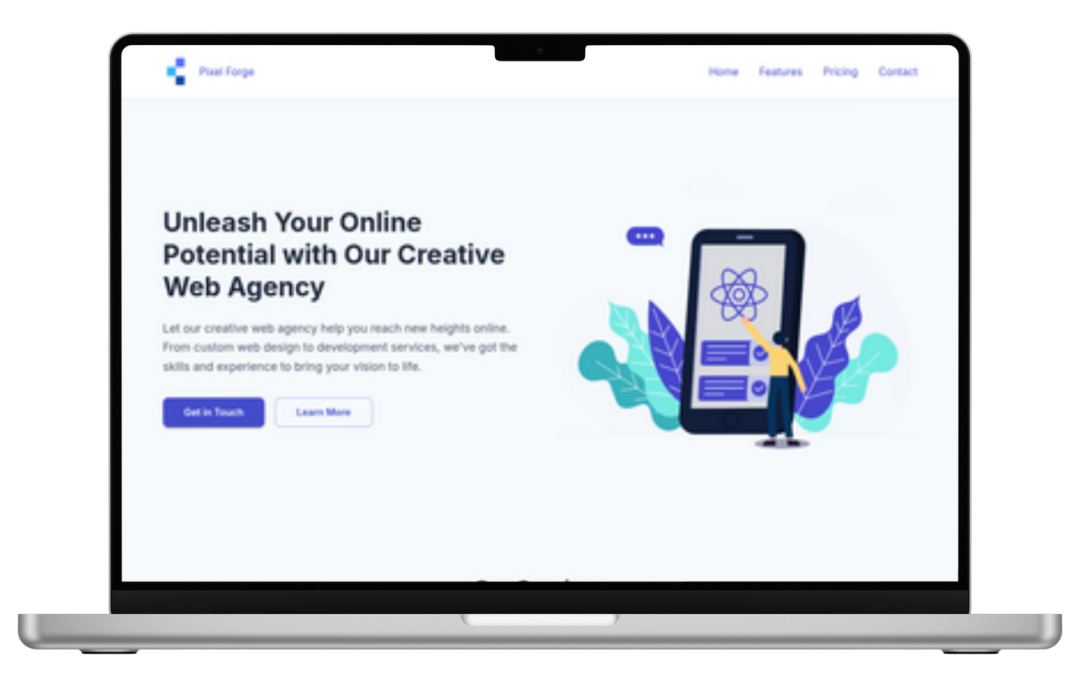 Pixel Forge
Home Features Pricing Contact
Unleash Your Online
Potential with Our Creative
Web Agency
Let our creative web agency help you reach new heights online.
From custom web design to development services, we've got the
skills and experience to bring your vision to life.
Get in Touch Learn More